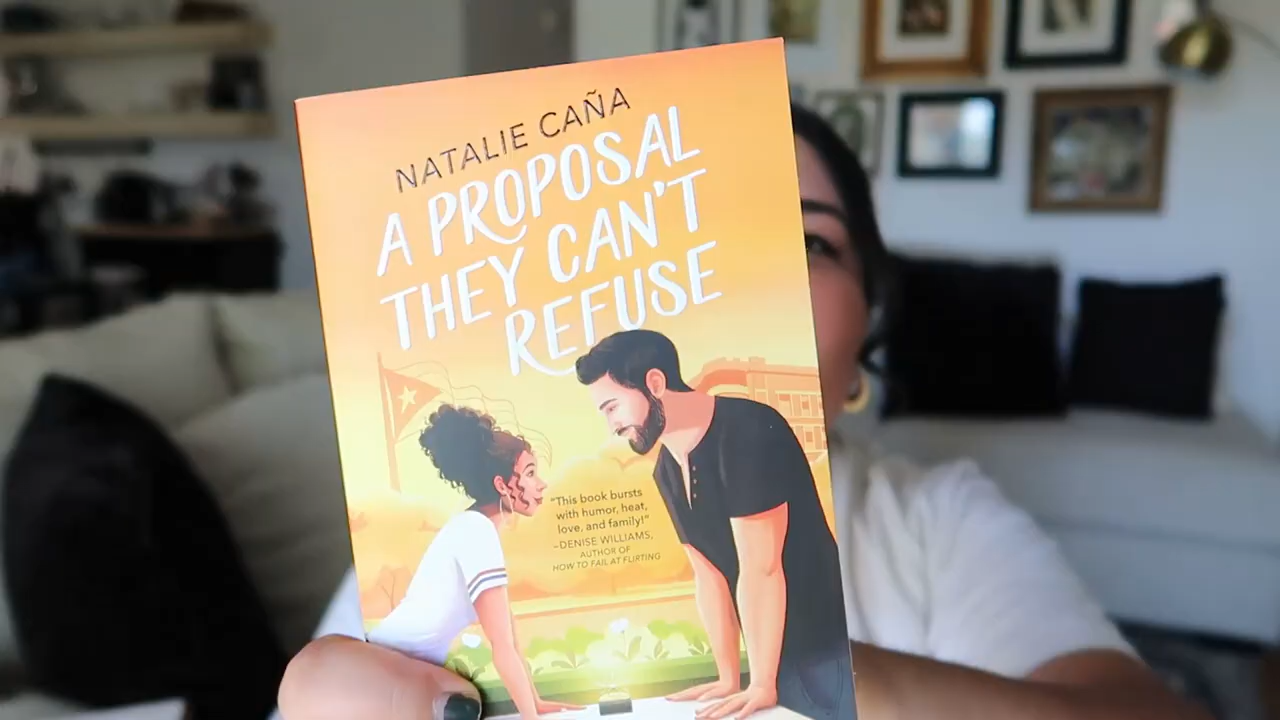 NATALIE CAÑA
A PROPOSAL
THEY CAN'T
REFUSE
"This book bursts
with humor, heat,
love, and family!"
–DENISE WILLIAMS,
AUTHOR OF
HOW TO FAIL AT FLIRTING